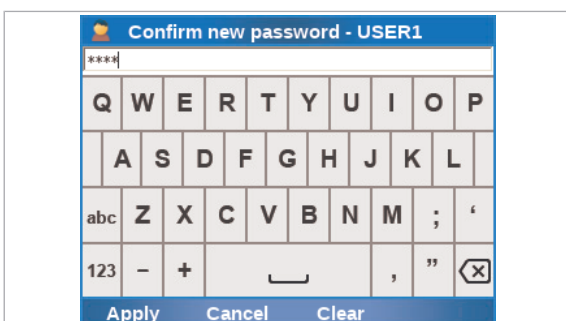 Confirm new password - USER1
****
Q W E R T Y U I O P
A S D F G H J K L
abc Z X C V B N M ; ‘
123 - + , ”
Apply Cancel Clear